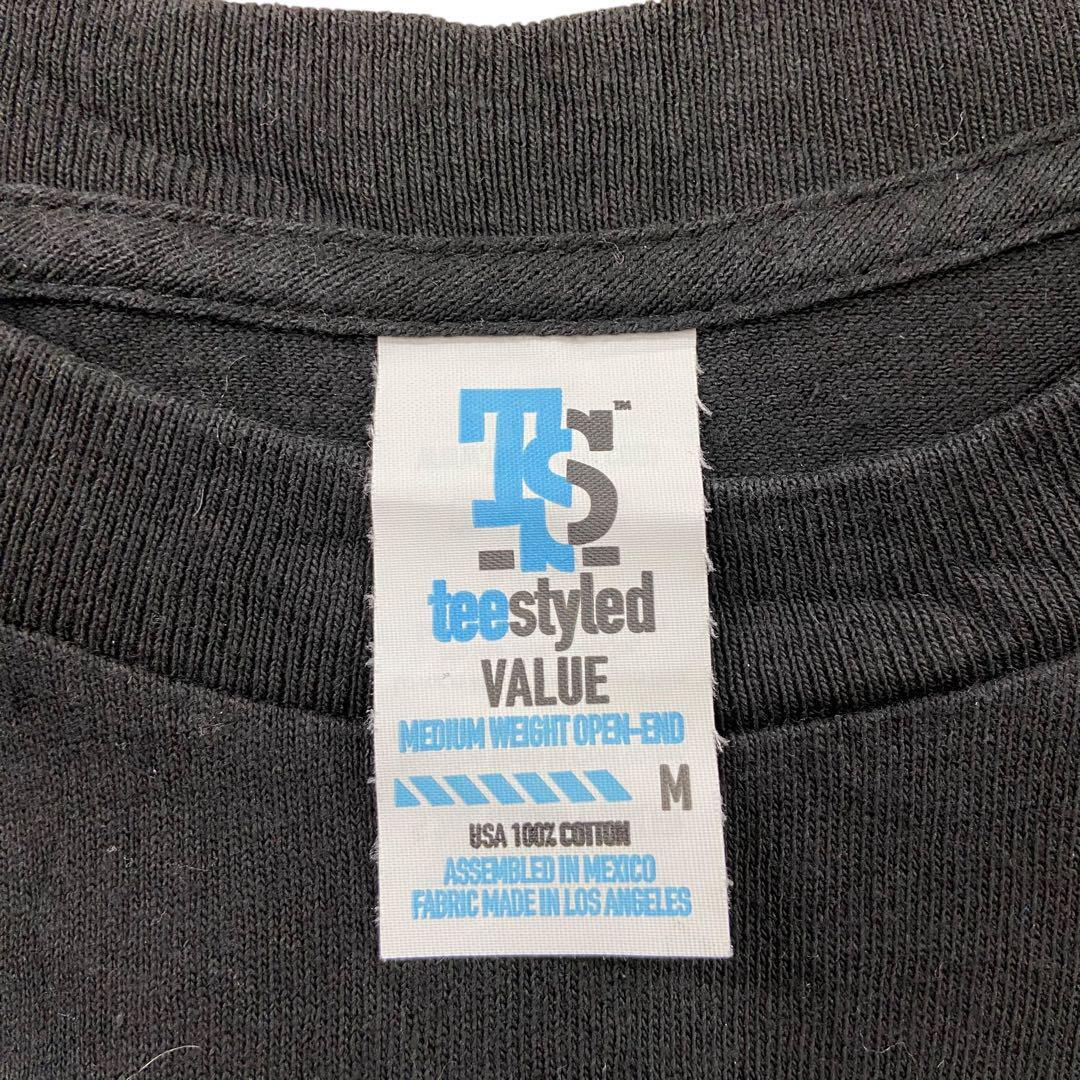 TS™
teestyled
VALUE
MEDIUM WEIGHT OPEN-END
M
USA 100% COTTON
ASSEMBLED IN MEXICO
FABRIC MADE IN LOS ANGELES